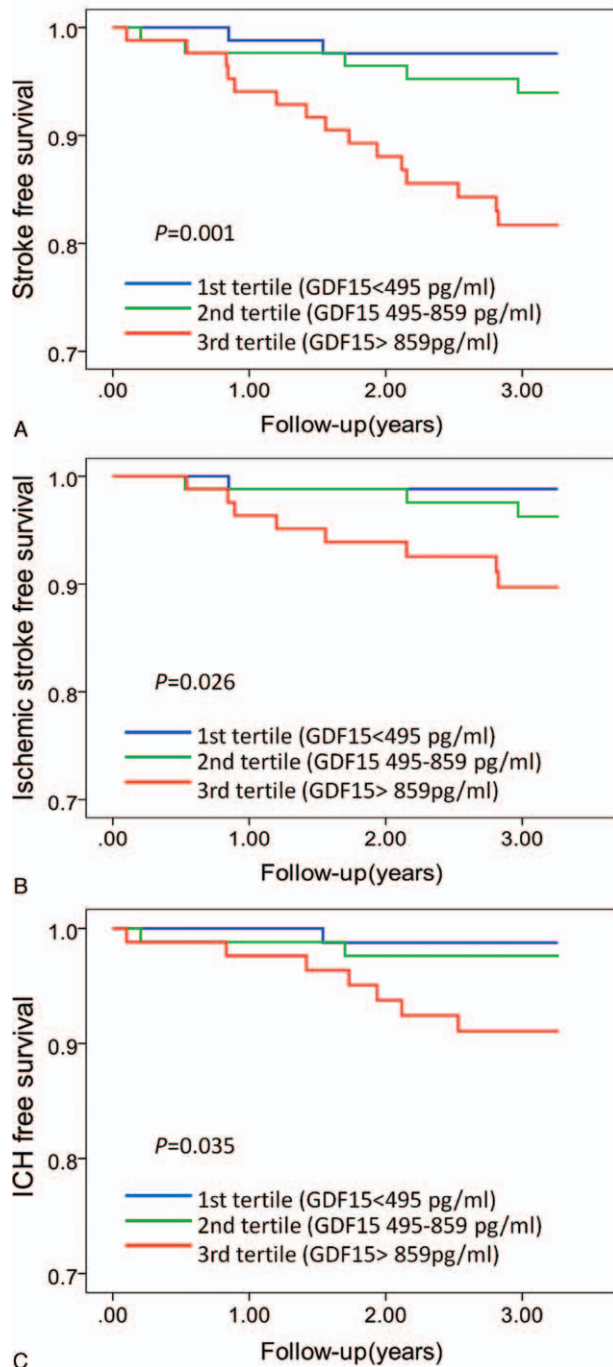 Stroke free survival
1.0
0.9
0.8
0.7
P=0.001
1st tertile (GDF15<495 pg/ml)
2nd tertile (GDF15 495-859 pg/ml)
3rd tertile (GDF15> 859pg/ml)
.00 1.00 2.00 3.00
Follow-up(years)
A
Ischemic stroke free survival
1.0
0.9
0.8
0.7
P=0.026
1st tertile (GDF15<495 pg/ml)
2nd tertile (GDF15 495-859 pg/ml)
3rd tertile (GDF15> 859pg/ml)
.00 1.00 2.00 3.00
Follow-up(years)
B
ICH free survival
1.0
0.9
0.8
0.7
P=0.035
1st tertile (GDF15<495 pg/ml)
2nd tertile (GDF15 495-859 pg/ml)
3rd tertile (GDF15> 859pg/ml)
.00 1.00 2.00 3.00
Follow-up(years)
C